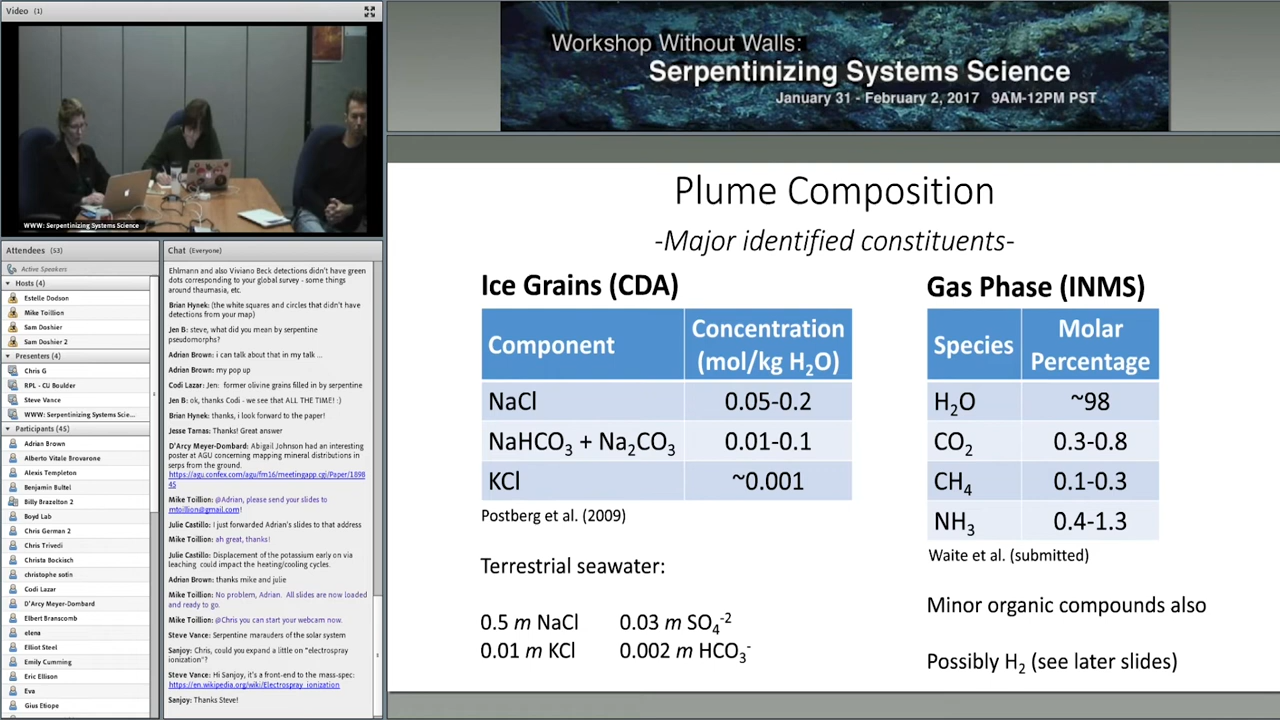 Video (1)
WWW: Serpentinizing Systems Science
Attendees (53)
Active Speakers
Hosts (4)
Estelle Dodson
Mike Toillion
Sam Doshier
Sam Doshier 2
Presenters (4)
Chris G
RPL - CU Boulder
Steve Vance
WWW: Serpentinizing Systems Scie...
Participants (45)
Adrian Brown
Alberto Vitale Brovarone
Alexis Templeton
Benjamin Bultel
Billy Brazelton 2
Boyd Lab
Chris German 2
Chris Trivedi
Christa Bockisch
christophe sotin
Codi Lazar
D'Arcy Meyer-Dombard
Elbert Branscomb
elena
Elliot Steel
Emily Cumming
Eric Ellison
Eva
Gius Etiope
Chat (Everyone)
Ehlmann and also Viviano Beck detections didn't have green
dots corresponding to your global survey - some things
around thaumasia, etc.
Brian Hynek: (the white squares and circles that didn't have
detections from your map)
Jen B: steve, what did you mean by serpentine
pseudomorphs?
Adrian Brown: i can talk about that in my talk ...
Adrian Brown: my pop up
Codi Lazar: Jen: former olivine grains filled in by serpentine
Jen B: ok, thanks Codi - we see that ALL THE TIME! :)
Brian Hynek: thanks, i look forward to the paper!
Jesse Tarnas: Thanks! Great answer
D'Arcy Meyer-Dombard: Abigail Johnson had an interesting
poster at AGU concerning mapping mineral distributions in
serps from the ground.
https://agu.confex.com/agu/fm16/meetingapp.cgi/Paper/1898
45
Mike Toillion: @Adrian, please send your slides to
mtoillion@gmail.com!
Julie Castillo: I just forwarded Adrian's slides to that address
Mike Toillion: ah great, thanks!
Julie Castillo: Displacement of the potassium early on via
leaching could impact the heating/cooling cycles.
Adrian Brown: thanks mike and julie
Mike Toillion: No problem, Adrian. All slides are now loaded
and ready to go.
Mike Toillion: @Chris you can start your webcam now.
Steve Vance: Serpentine marauders of the solar system
Sanjoy: Chris, could you expand a little on "electrospray
ionization"?
Steve Vance: Hi Sanjoy, it's a front-end to the mass-spec:
https://en.wikipedia.org/wiki/Electrospray_ionization
Sanjoy: Thanks Steve!
Workshop Without Walls:
Serpentinizing Systems Science
January 31 - February 2, 2017 9AM-12PM PST
Plume Composition
-Major identified constituents-
Ice Grains (CDA)
Component Concentration (mol/kg H₂O)
NaCl 0.05-0.2
NaHCO₃ + Na₂CO₃ 0.01-0.1
KCl ~0.001
Postberg et al. (2009)
Terrestrial seawater:
0.5 m NaCl 0.03 m SO₄⁻²
0.01 m KCl 0.002 m HCO₃⁻
Gas Phase (INMS)
Species Molar Percentage
H₂O ~98
CO₂ 0.3-0.8
CH₄ 0.1-0.3
NH₃ 0.4-1.3
Waite et al. (submitted)
Minor organic compounds also
Possibly H₂ (see later slides)